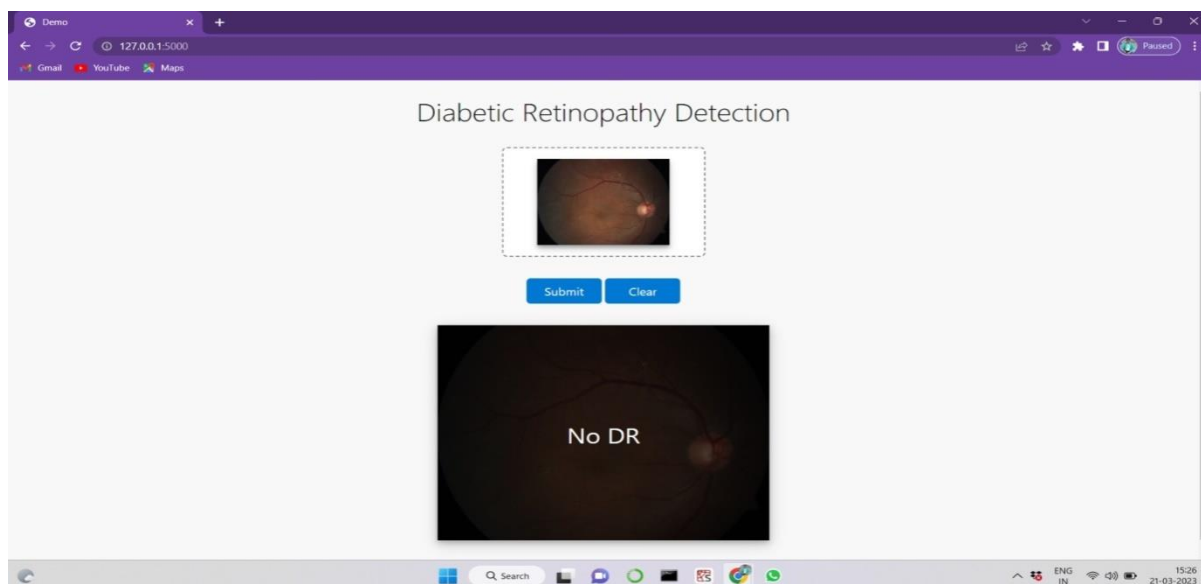 Demo
127.0.0.1:5000
Paused
Gmail YouTube Maps
Diabetic Retinopathy Detection
Submit Clear
No DR
Search
ENG
IN
15:26
21-03-2023